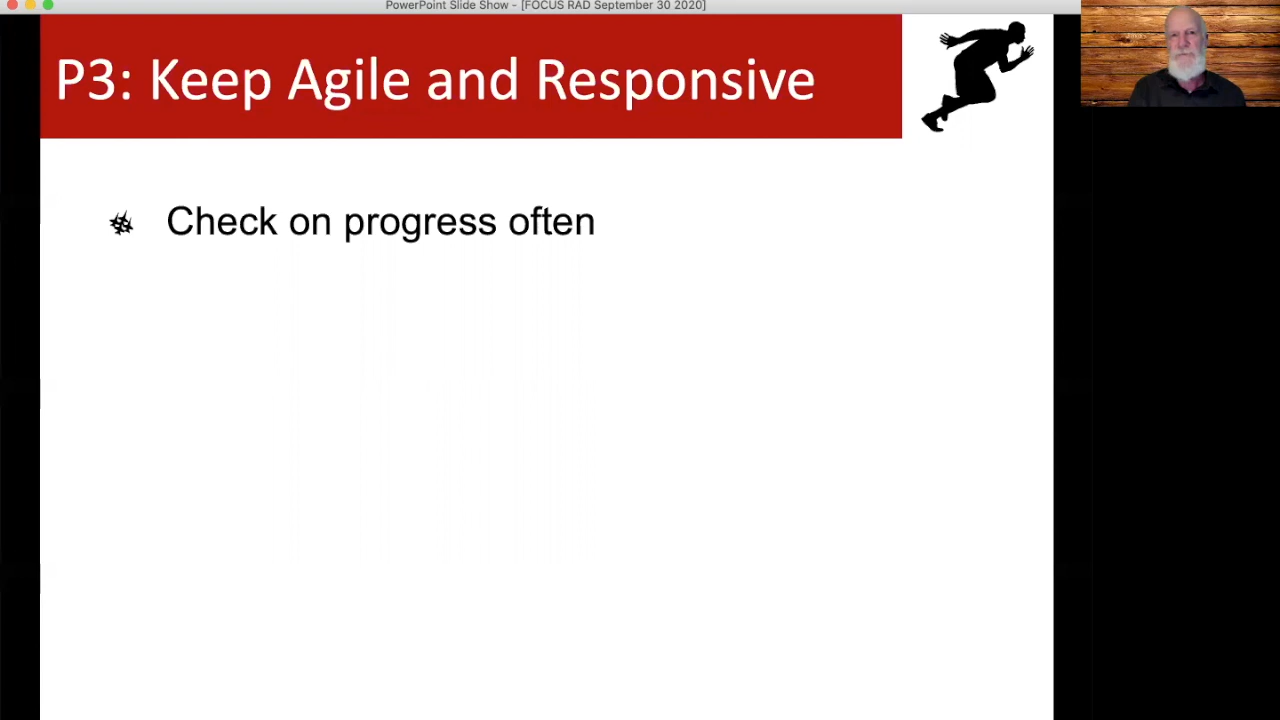 PowerPoint Slide Show - [FOCUS RAD September 30 2020]
P3: Keep Agile and Responsive
Check on progress often